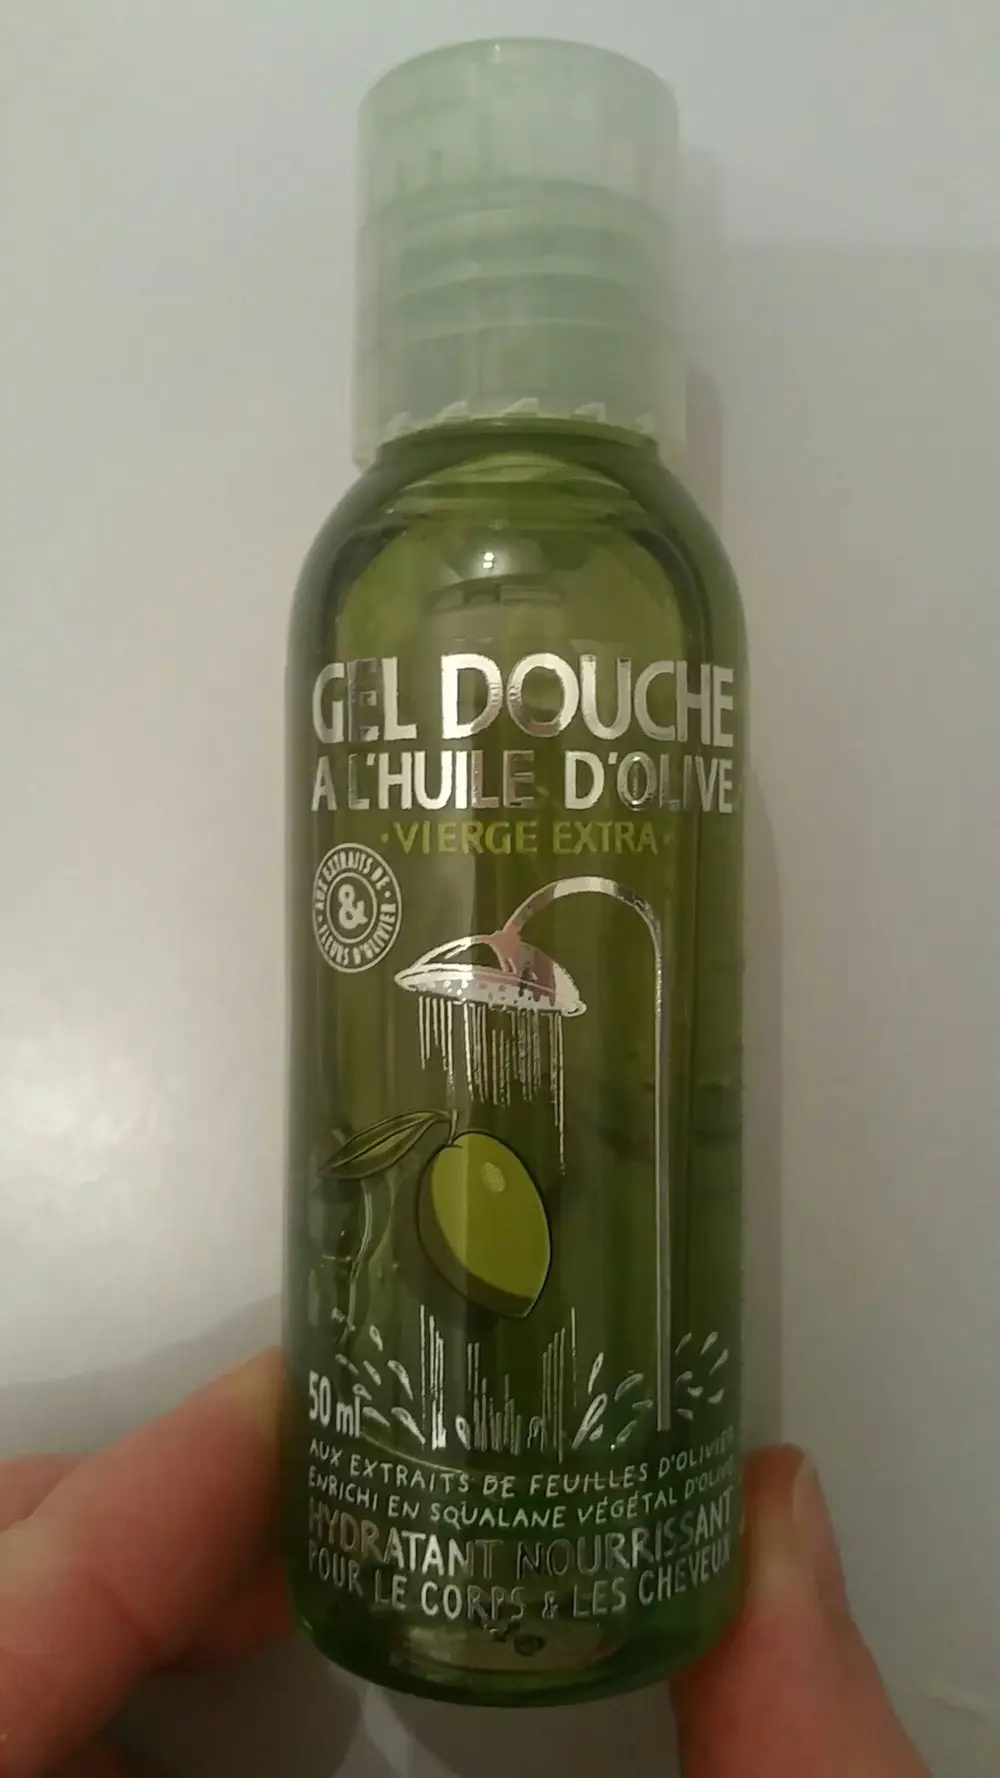 GEL DOUCHE
A L'HUILE D'OLIVE
·VIERGE EXTRA·
AUX EXTRAITS DE
&
FLEURS D'OLIVIER
50 ml
AUX EXTRAITS DE FEUILLES D'OLIVIER
ENRICHI EN SQUALANE VÉGÉTAL D'OLIVE
HYDRATANT NOURRISSANT
POUR LE CORPS & LES CHEVEUX